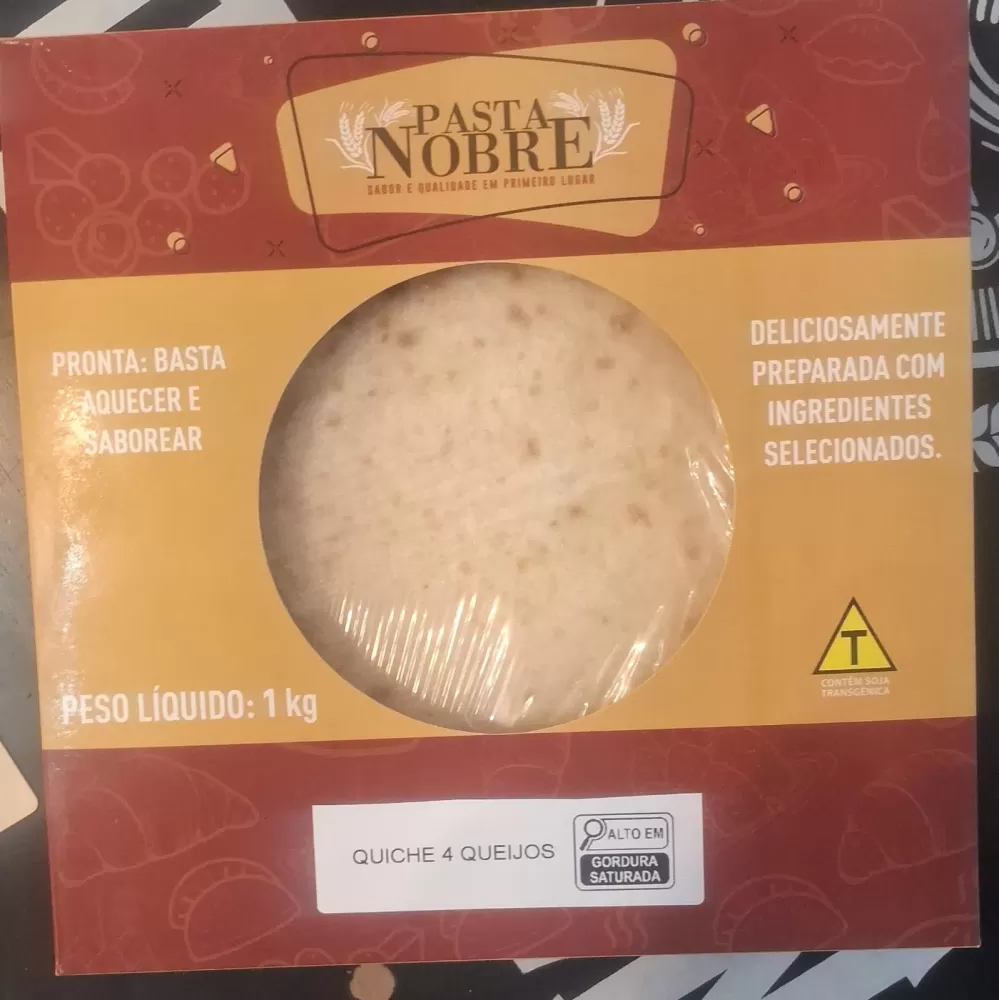 PASTA
NOBRE
SABOR E QUALIDADE EM PRIMEIRO LUGAR
PRONTA: BASTA
AQUECER E
SABOREAR
DELICIOSAMENTE
PREPARADA COM
INGREDIENTES
SELECIONADOS.
T
CONTÉM SOJA
TRANSGÊNICA
PESO LÍQUIDO: 1 kg
QUICHE 4 QUEIJOS
ALTO EM
GORDURA
SATURADA